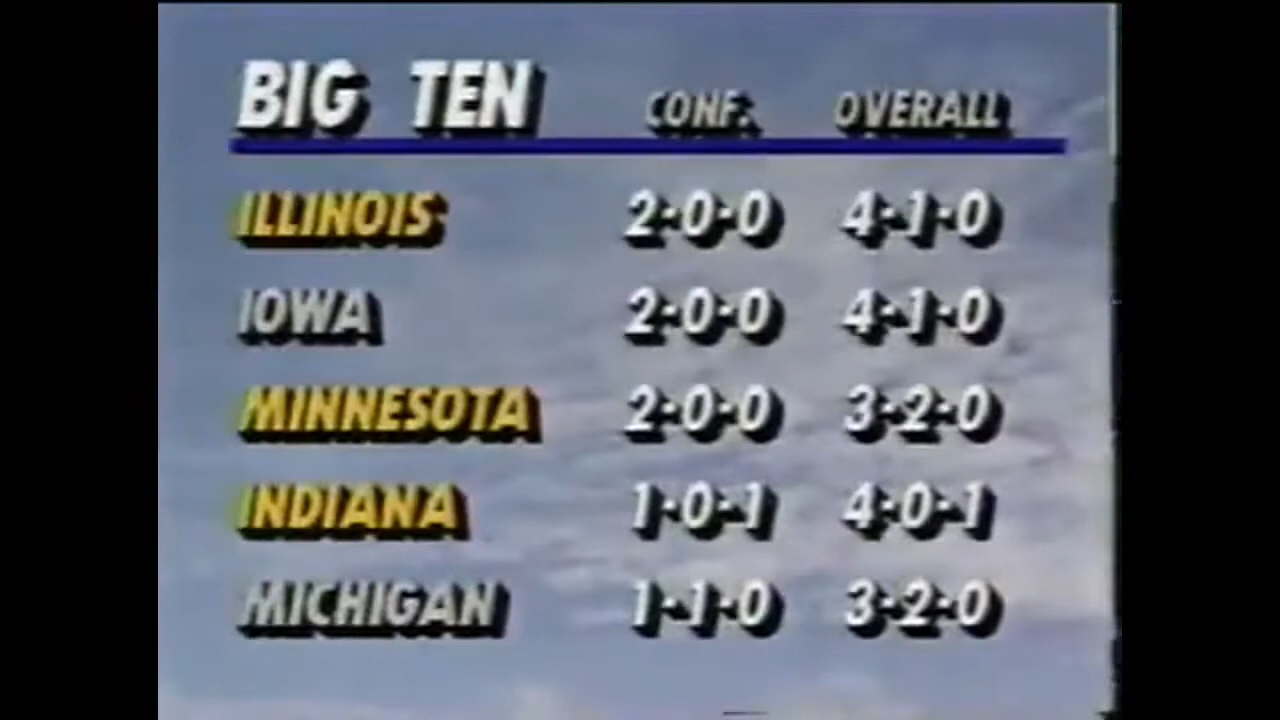 BIG TEN CONF. OVERALL
ILLINOIS 2-0-0 4-1-0
IOWA 2-0-0 4-1-0
MINNESOTA 2-0-0 3-2-0
INDIANA 1-0-1 4-0-1
MICHIGAN 1-1-0 3-2-0